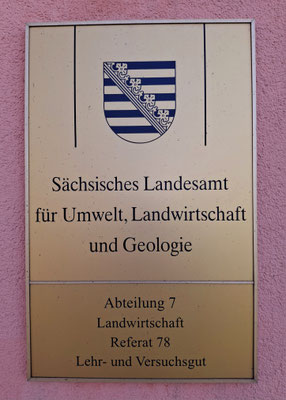 Sächsisches Landesamt
für Umwelt, Landwirtschaft
und Geologie
Abteilung 7
Landwirtschaft
Referat 78
Lehr- und Versuchsgut